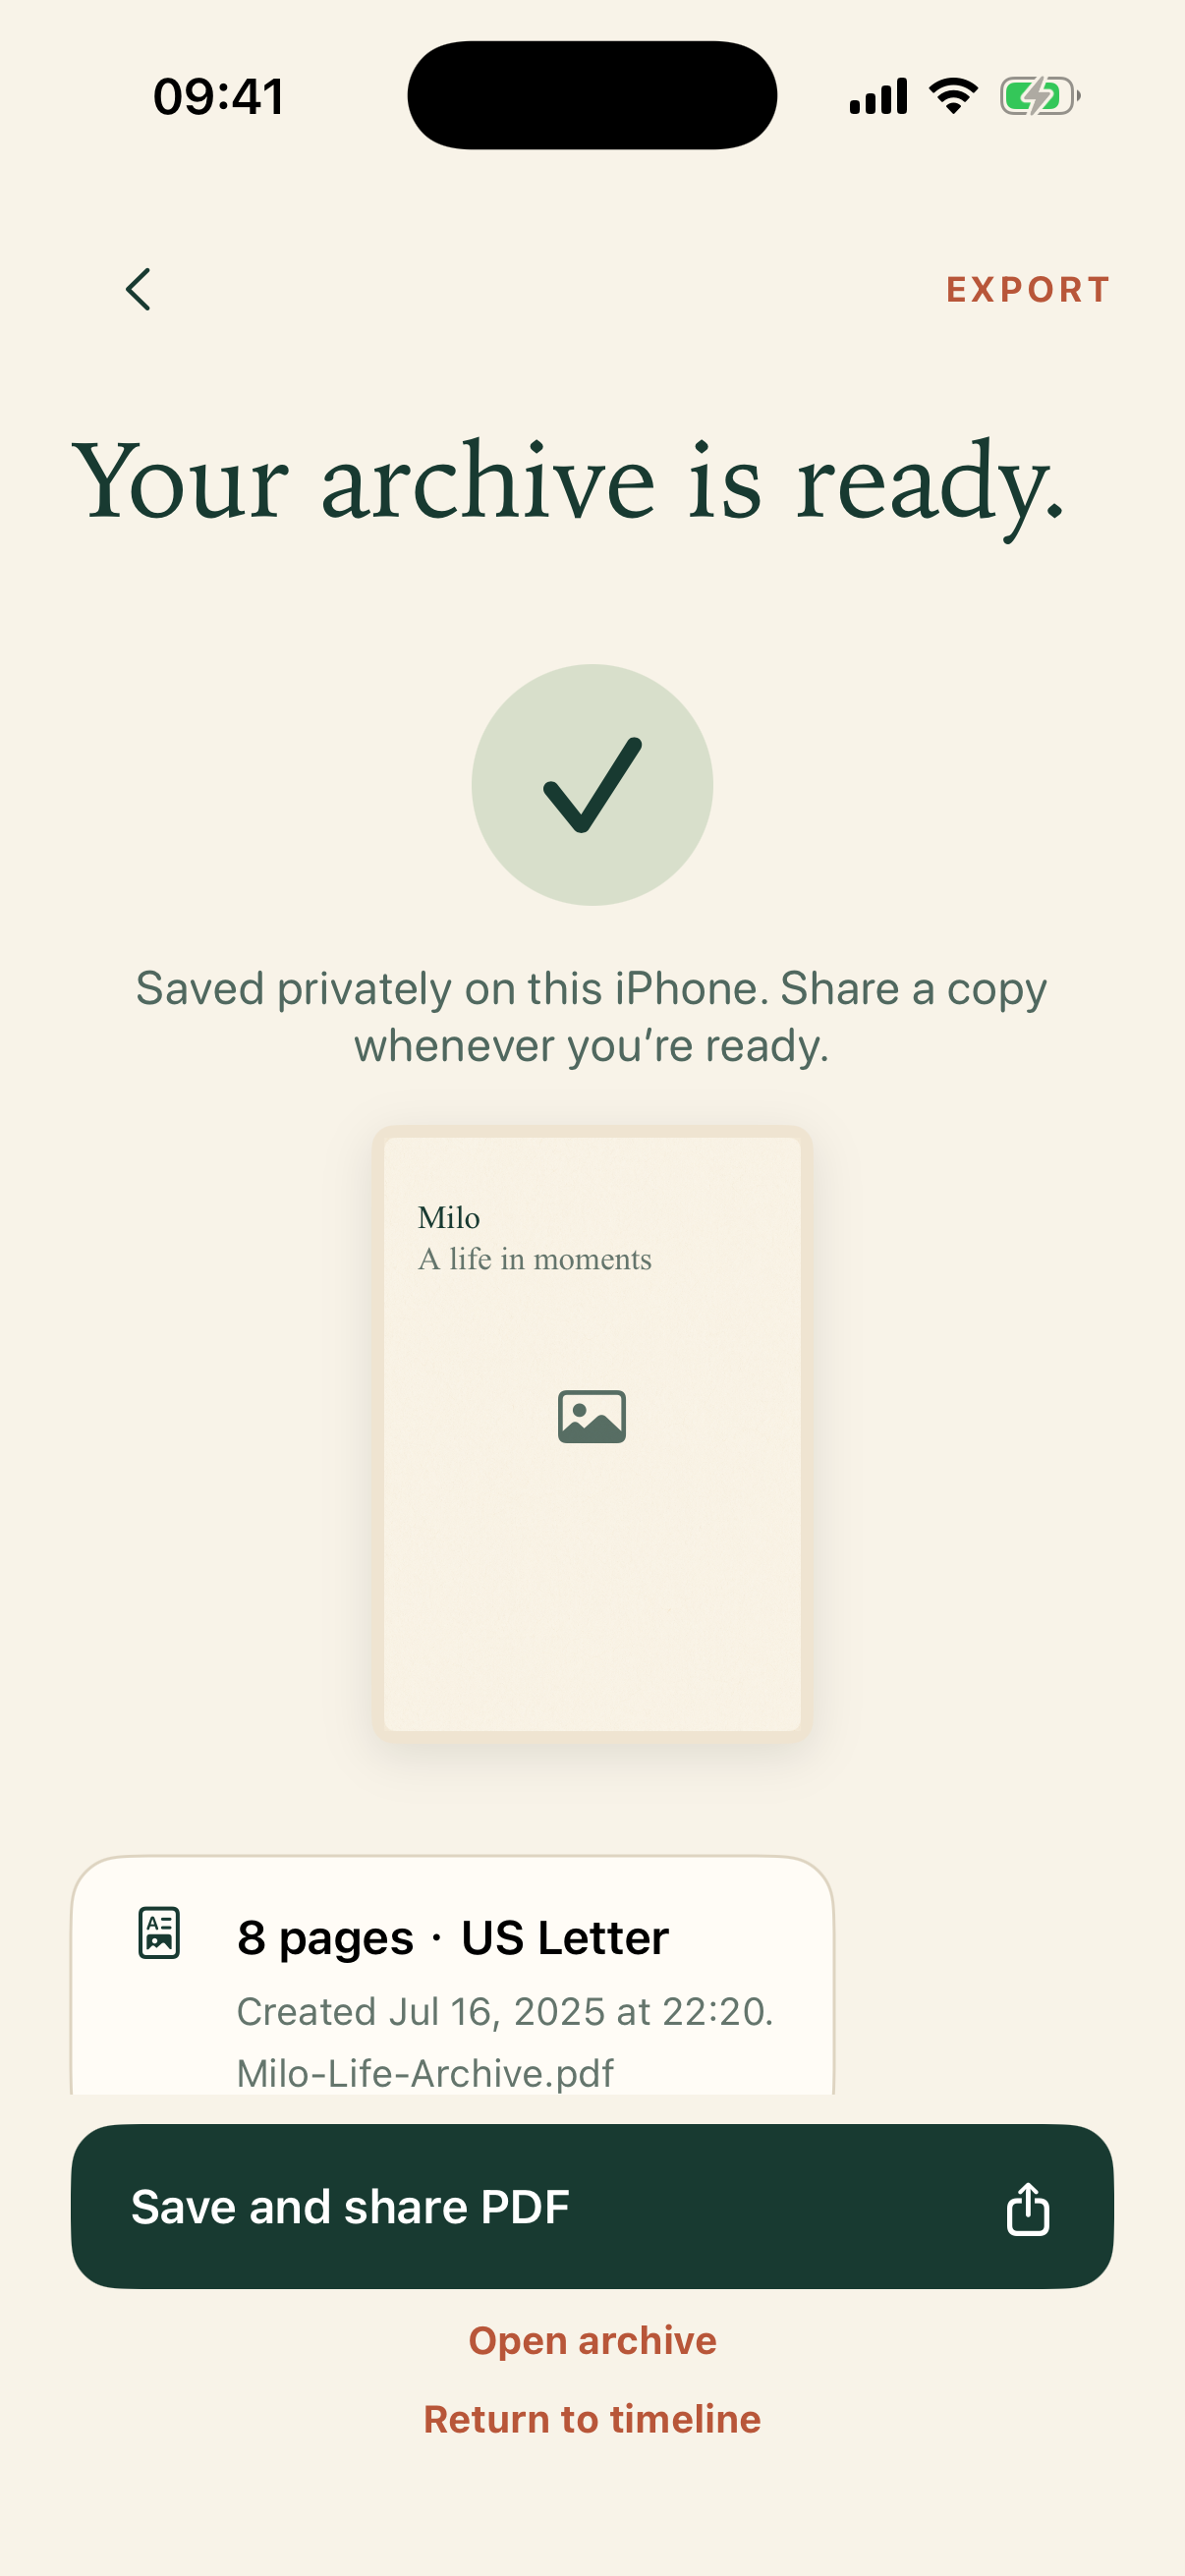 09:41
EXPORT
Your archive is ready.
Saved privately on this iPhone. Share a copy
whenever you’re ready.
Milo
A life in moments
8 pages · US Letter
Created Jul 16, 2025 at 22:20.
Milo-Life-Archive.pdf
Save and share PDF
Open archive
Return to timeline